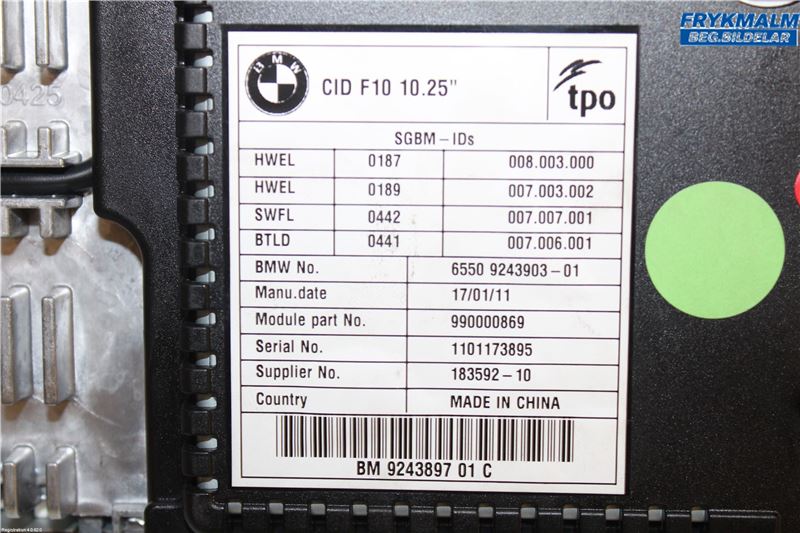 FRYKMALM
BEG.BILDELAR
BMW
CID F10 10.25"
tpo
SGBM-IDs
HWEL 0187 008.003.000
HWEL 0189 007.003.002
SWFL 0442 007.007.001
BTLD 0441 007.006.001
BMW No. 6550 9243903-01
Manu.date 17/01/11
Module part No. 990000869
Serial No. 1101173895
Supplier No. 183592-10
Country MADE IN CHINA
BM 9243897 01 C
0425